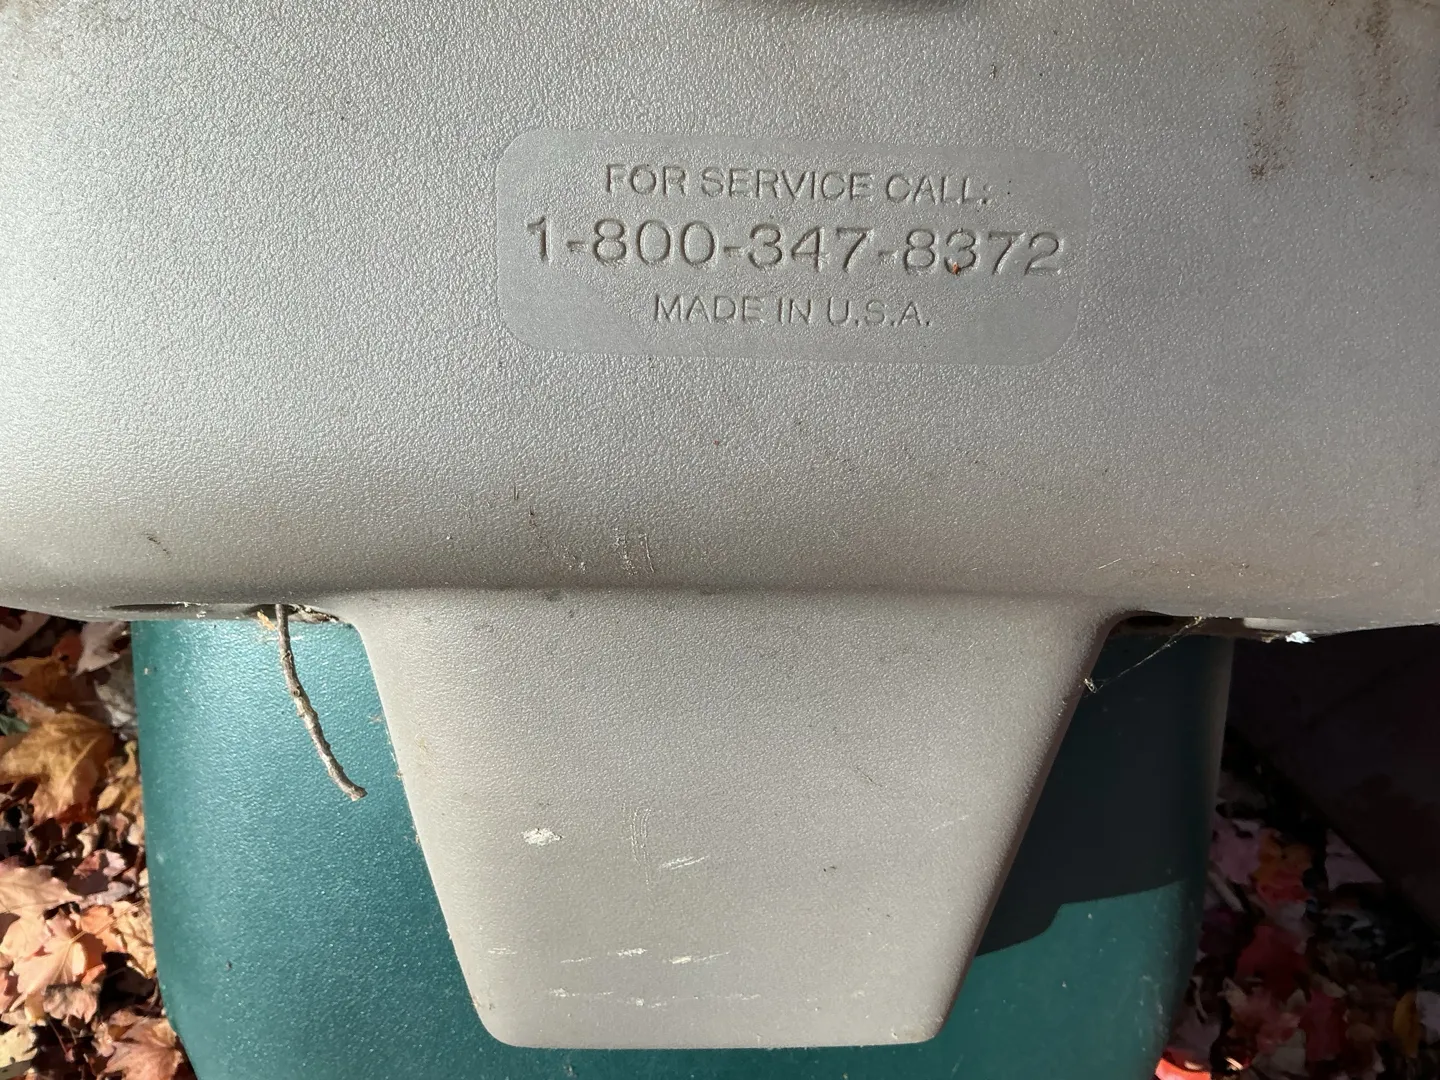 FOR SERVICE CALL:
1-800-347-8372
MADE IN U.S.A.